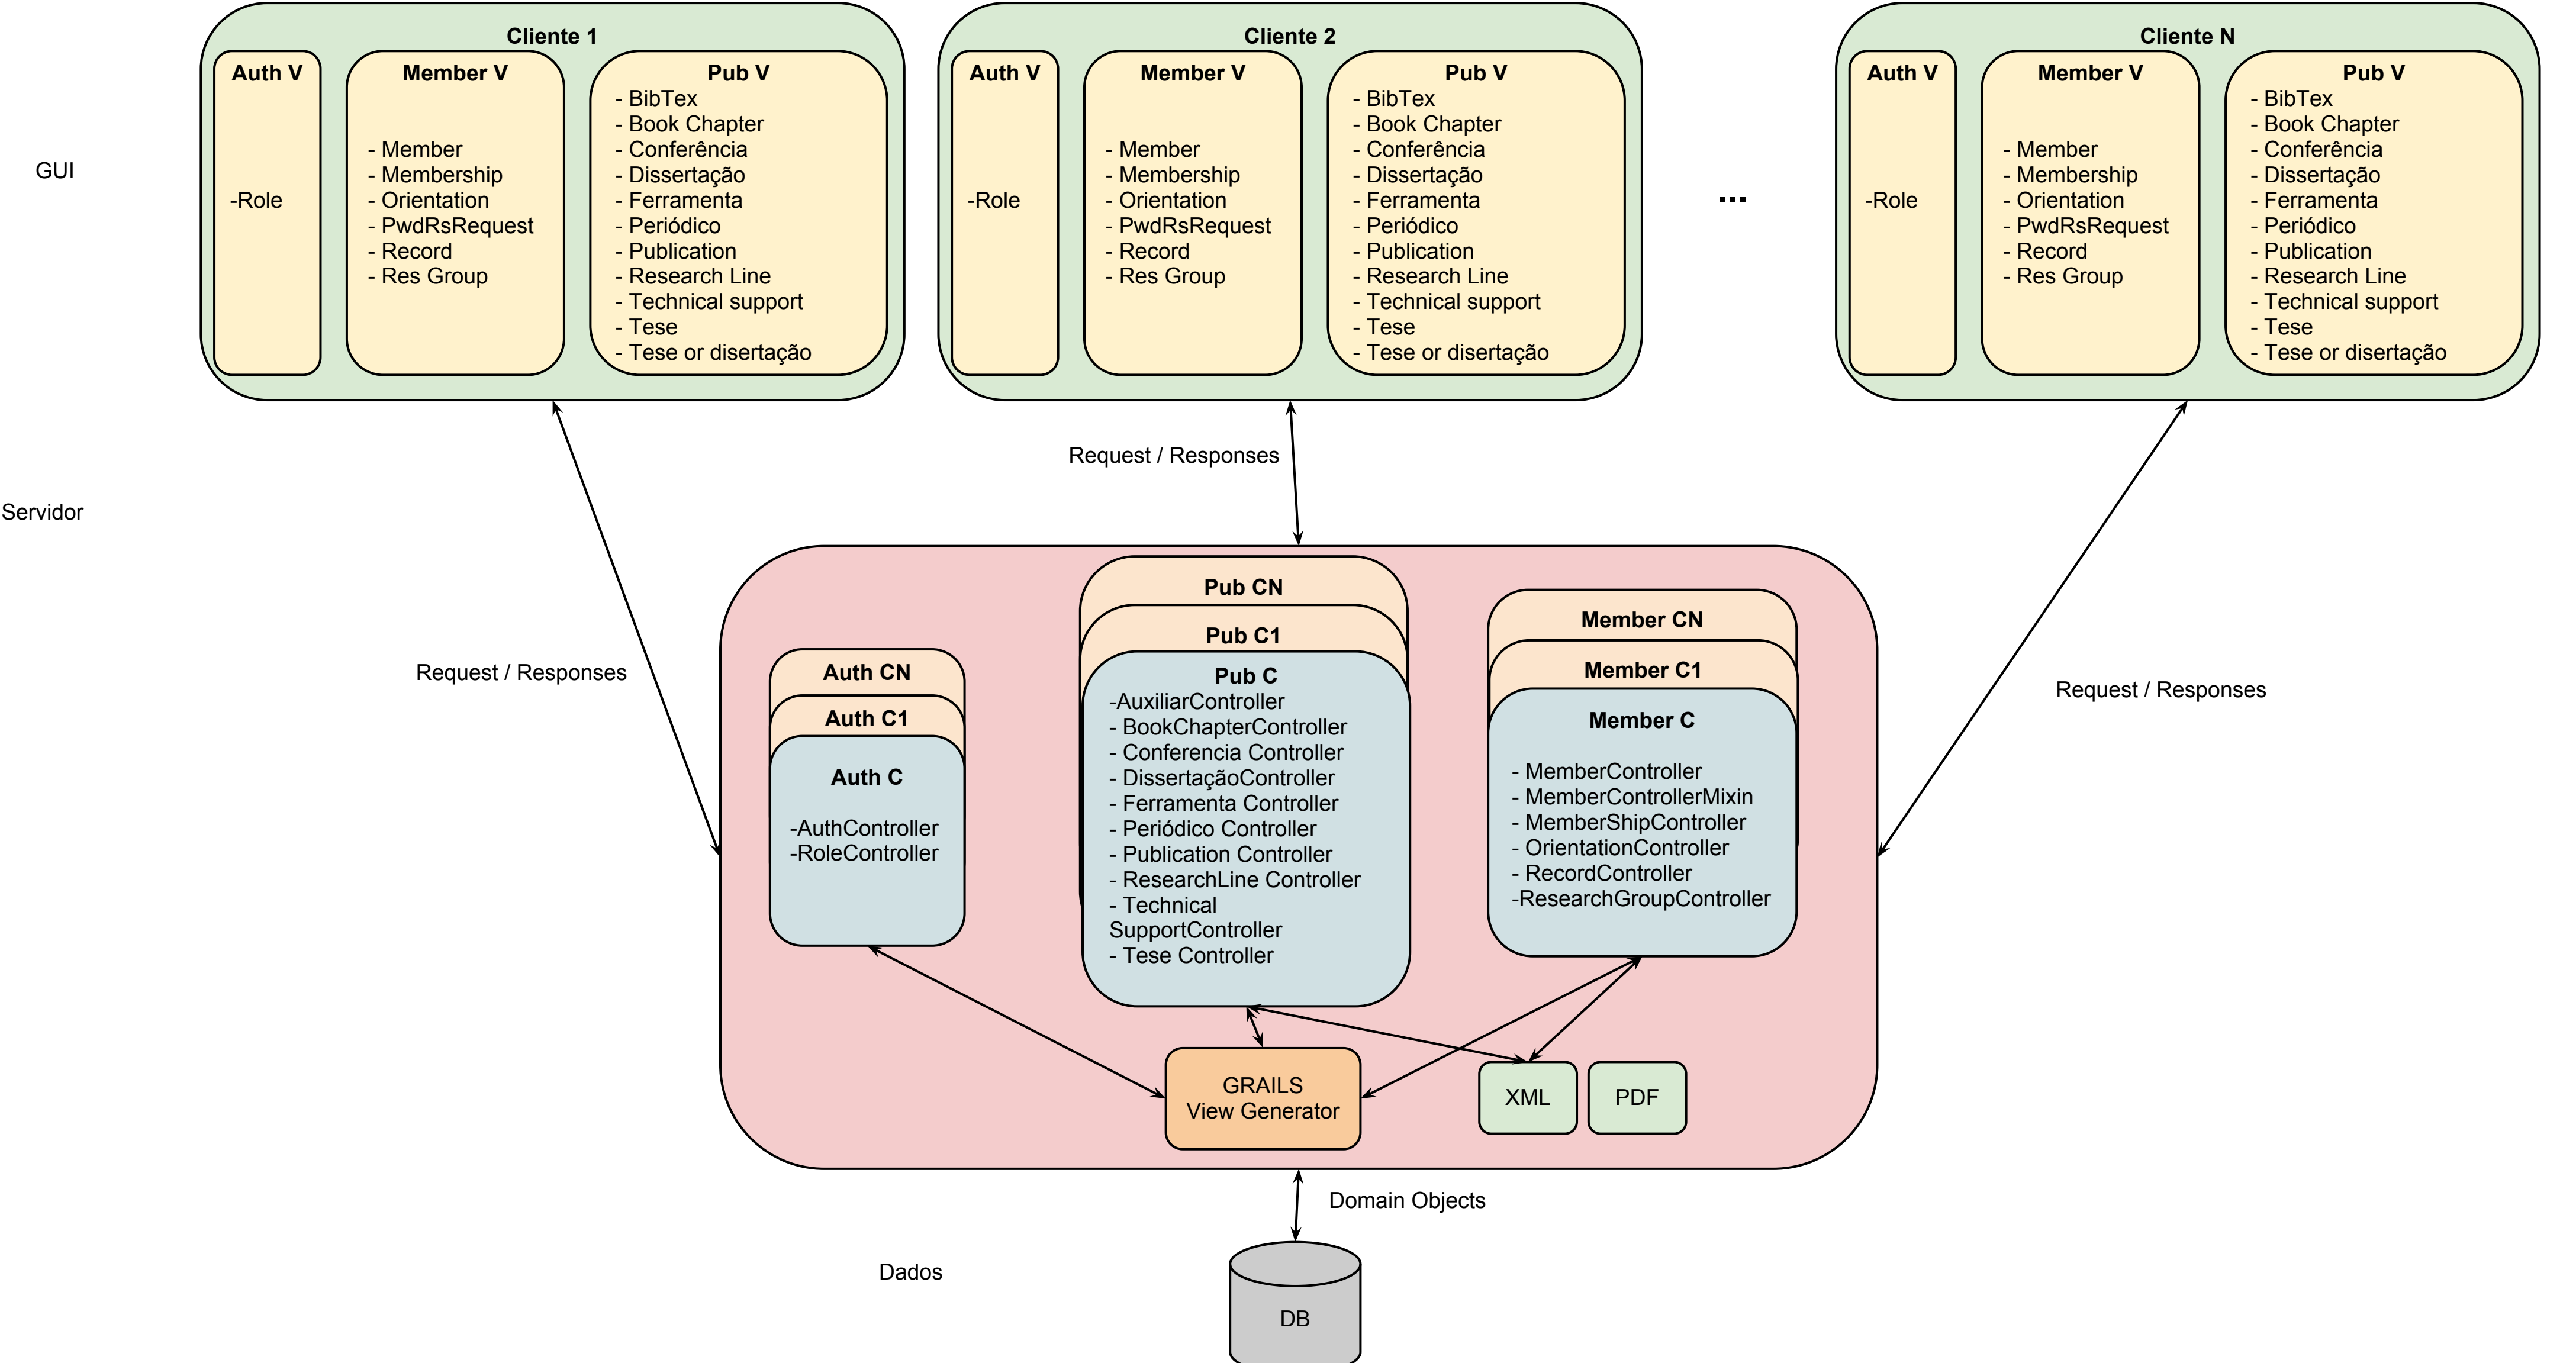 Cliente 1
Auth V
-Role
Member V
- Member
- Membership
- Orientation
- PwdRsRequest
- Record
- Res Group
Pub V
- BibTex
- Book Chapter
- Conferência
- Dissertação
- Ferramenta
- Periódico
- Publication
- Research Line
- Technical support
- Tese
- Tese or disertação
Cliente 2
Auth V
-Role
Member V
- Member
- Membership
- Orientation
- PwdRsRequest
- Record
- Res Group
Pub V
- BibTex
- Book Chapter
- Conferência
- Dissertação
- Ferramenta
- Periódico
- Publication
- Research Line
- Technical support
- Tese
- Tese or disertação
...
Cliente N
Auth V
-Role
Member V
- Member
- Membership
- Orientation
- PwdRsRequest
- Record
- Res Group
Pub V
- BibTex
- Book Chapter
- Conferência
- Dissertação
- Ferramenta
- Periódico
- Publication
- Research Line
- Technical support
- Tese
- Tese or disertação
GUI
Request / Responses
Servidor
Request / Responses
Request / Responses
Auth CN
Auth C1
Auth C
-AuthController
-RoleController
Pub CN
Pub C1
Pub C
-AuxiliarController
- BookChapterController
- Conferencia Controller
- DissertaçãoController
- Ferramenta Controller
- Periódico Controller
- Publication Controller
- ResearchLine Controller
- Technical
SupportController
- Tese Controller
Member CN
Member C1
Member C
- MemberController
- MemberControllerMixin
- MemberShipController
- OrientationController
- RecordController
-ResearchGroupController
GRAILS
View Generator
XML
PDF
Domain Objects
Dados
DB